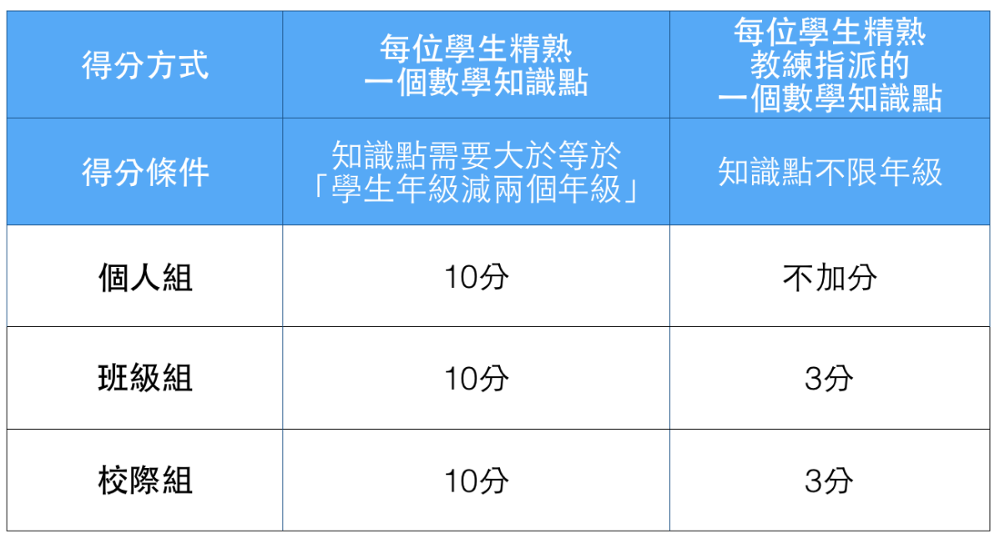 得分方式
每位學生精熟
一個數學知識點
每位學生精熟
教練指派的
一個數學知識點
得分條件
知識點需要大於等於
「學生年級減兩個年級」
知識點不限年級
個人組
10分
不加分
班級組
10分
3分
校際組
10分
3分